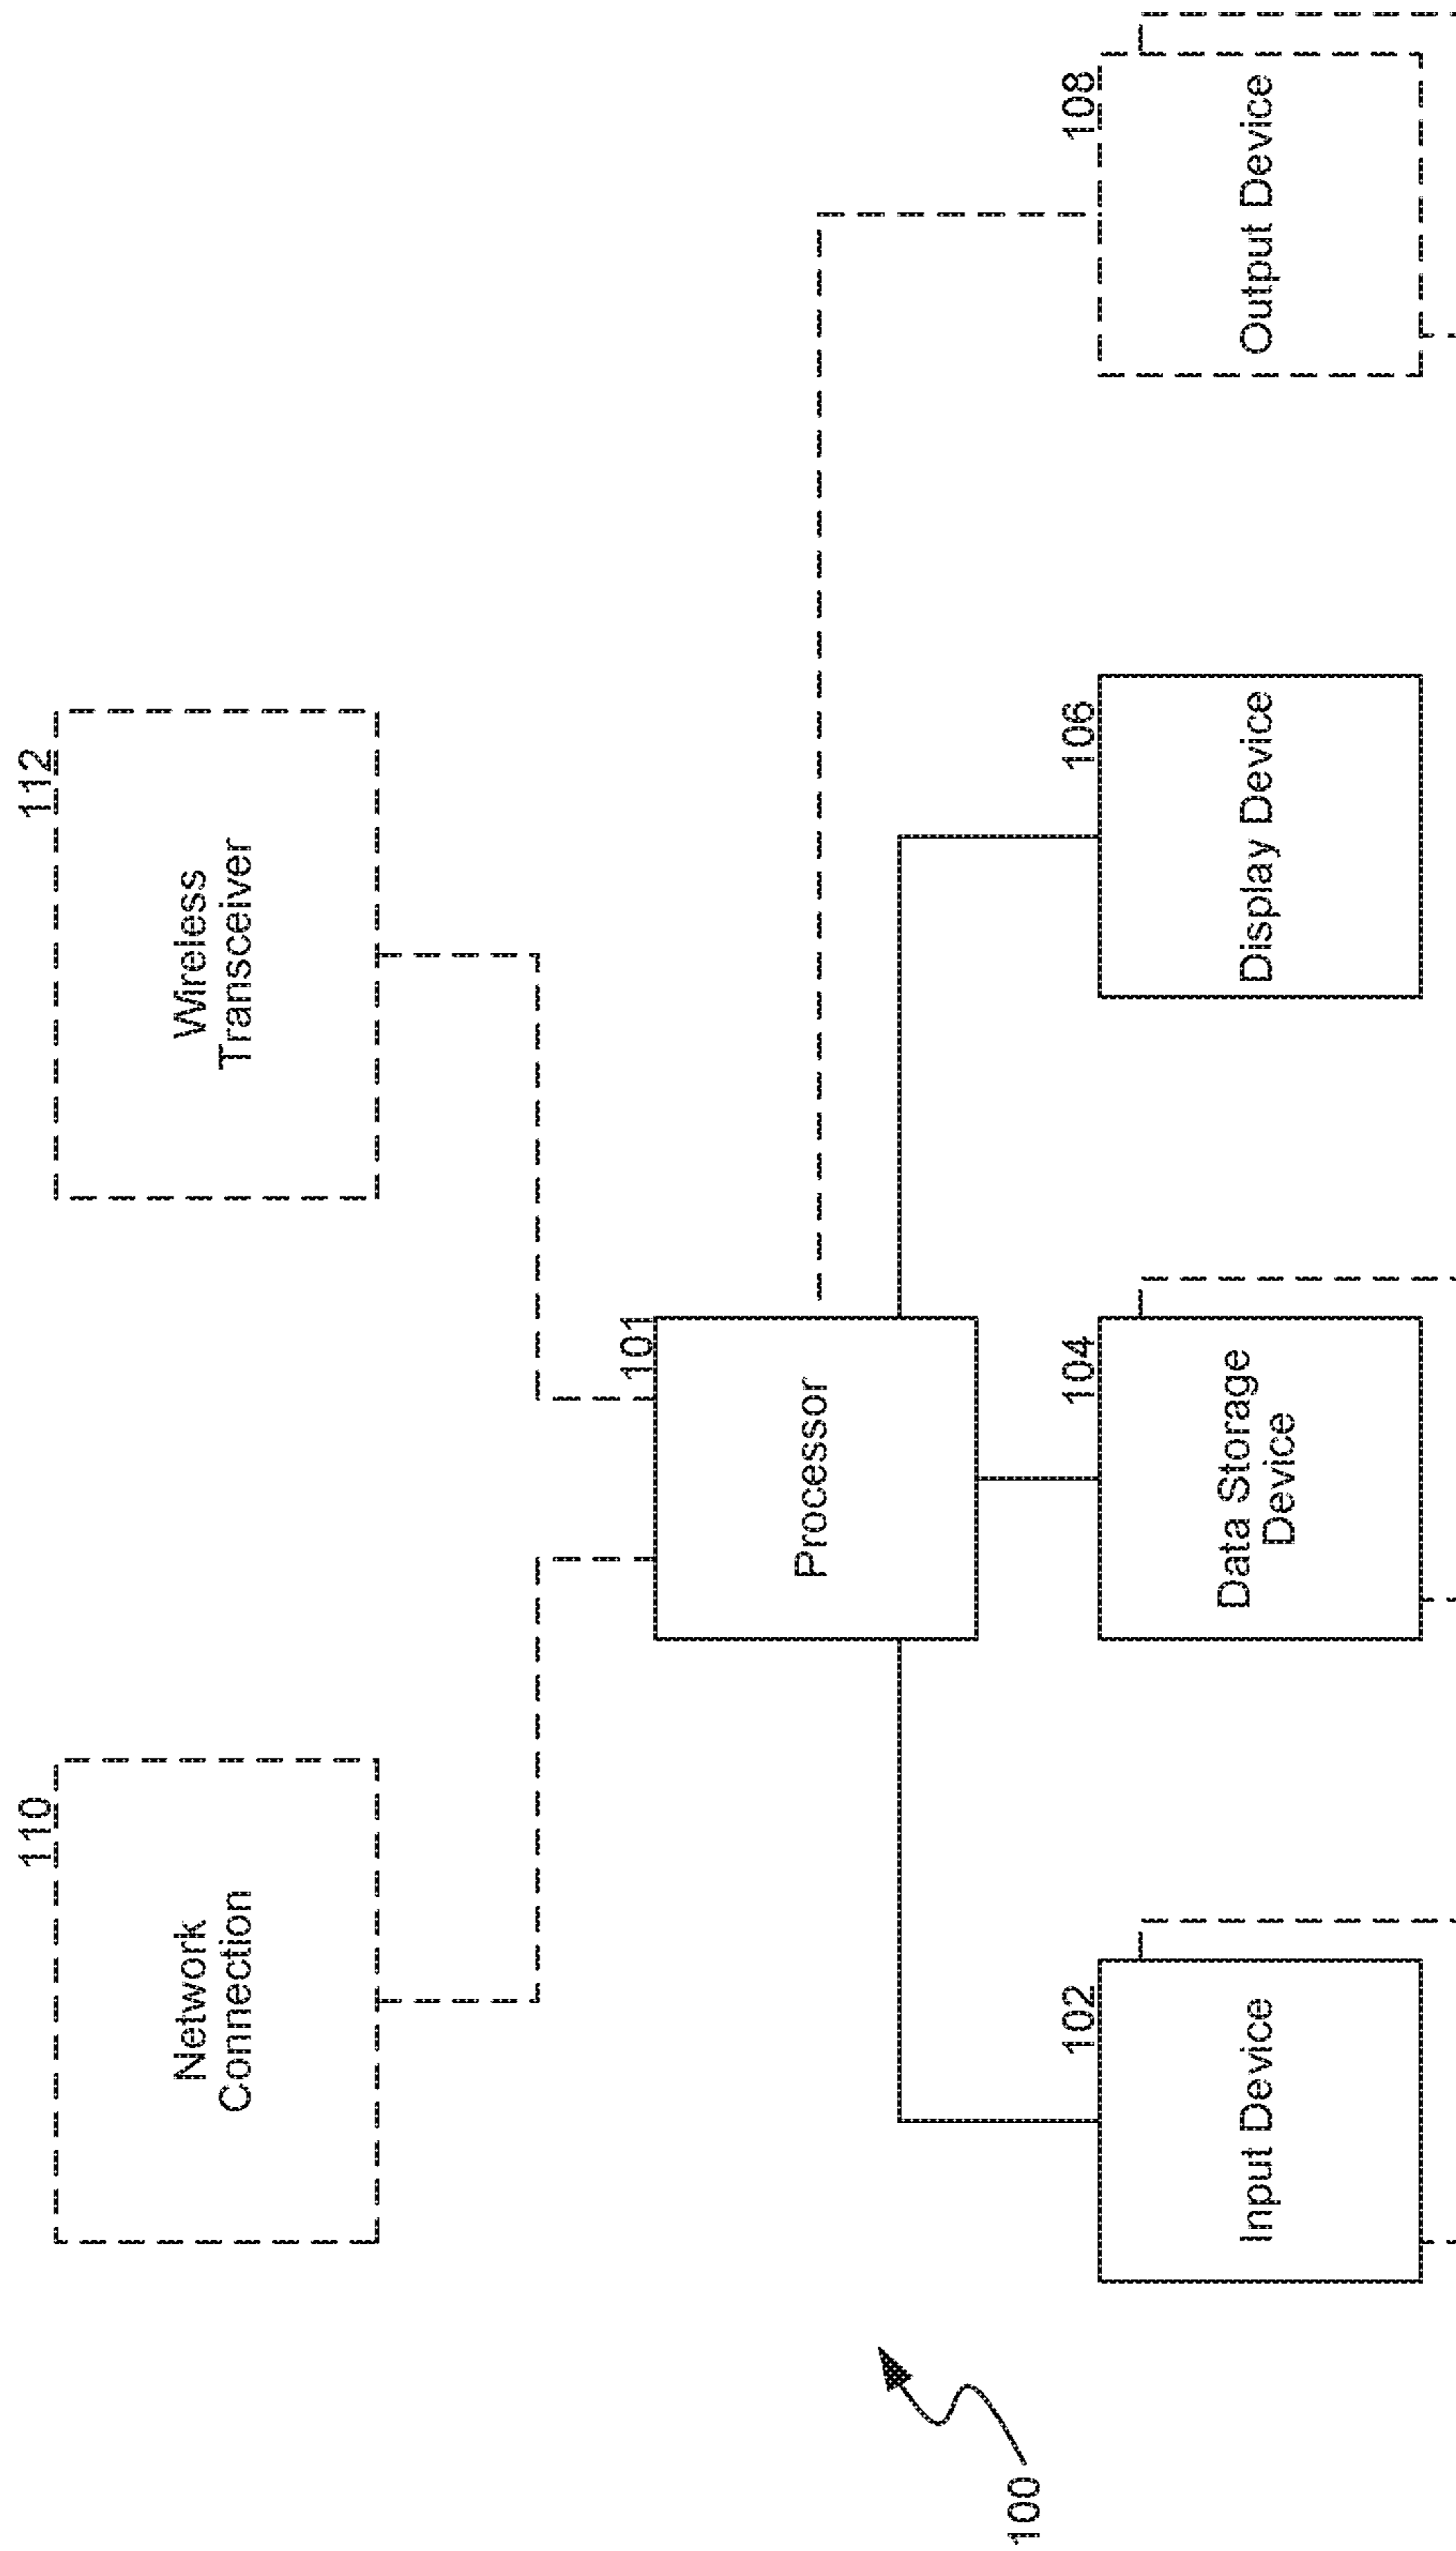 110
Network
Connection
112
Wireless
Transceiver
101
Processor
100
102
Input Device
104
Data Storage
Device
106
Display Device
108
Output Device